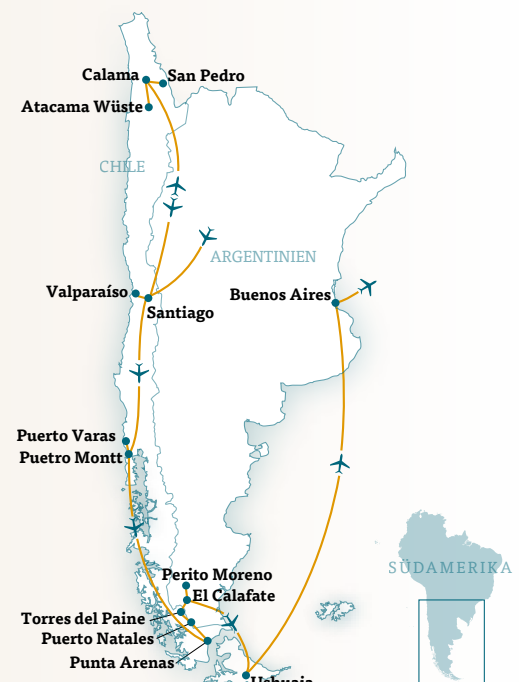 Calama
San Pedro
Atacama Wüste
CHILE
ARGENTINIEN
Valparaíso
Buenos Aires
Santiago
Puerto Varas
Puetro Montt
SÜDAMERIKA
Perito Moreno
El Calafate
Torres del Paine
Puerto Natales
Punta Arenas